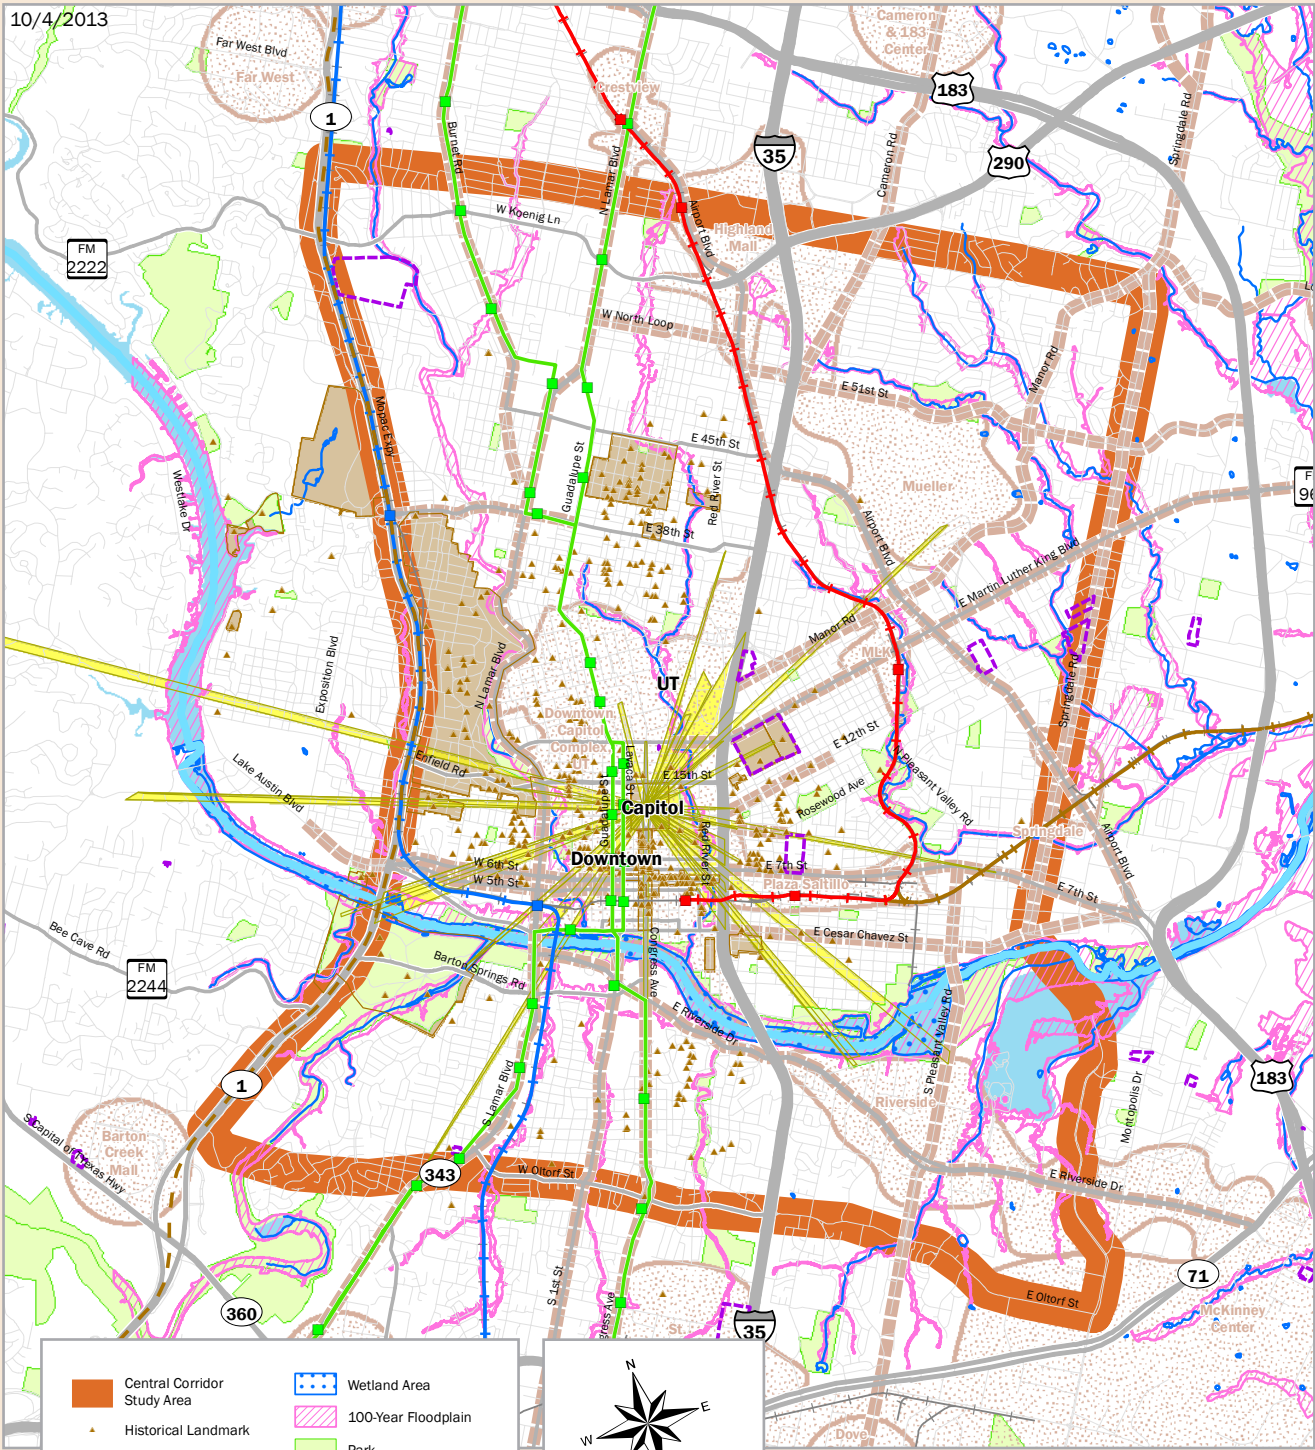 10/4/2013
Far West Blvd
Far West
Cameron
& 183
Center
Crestview
1
183
35
290
Burnet Rd
N Lamar Blvd
Cameron Rd
Springdale Rd
W Koenig Ln
Airport Blvd
Highland
Mall
FM
2222
W North Loop
Manor Rd
E 51st St
Mopac Expy
E 45th St
Guadalupe St
Red River St
Mueller
Westlake Dr
E 38th St
Airport Blvd
E Martin Luther King Blvd
Manor Rd
MLK
Exposition Blvd
N Lamar Blvd
UT
Springdale Rd
Downtown
Capitol
Complex
UT
E 12th St
Enfield Rd
Lavaca St
E 15th St
N Pleasant Valley Rd
Lake Austin Blvd
Guadalupe St
Capitol
Rosewood Ave
Springdale
Airport Blvd
Red River St
Downtown
W 6th St
W 5th St
E 7th St
Plaza Saltillo
E 7th St
E Cesar Chavez St
Bee Cave Rd
FM
2244
Barton Springs Rd
Congress Ave
E Riverside Dr
S Pleasant Valley Rd
1
183
S Lamar Blvd
Riverside
Montopolis Dr
S Capital of Texas Hwy
Barton
Creek
Mall
343
W Oltorf St
E Riverside Dr
71
S 1st St
E Oltorf St
360
St.
35
McKinney
Center
Central Corridor
Study Area
Wetland Area
100-Year Floodplain
Historical Landmark
Park
N
E
W
Dove